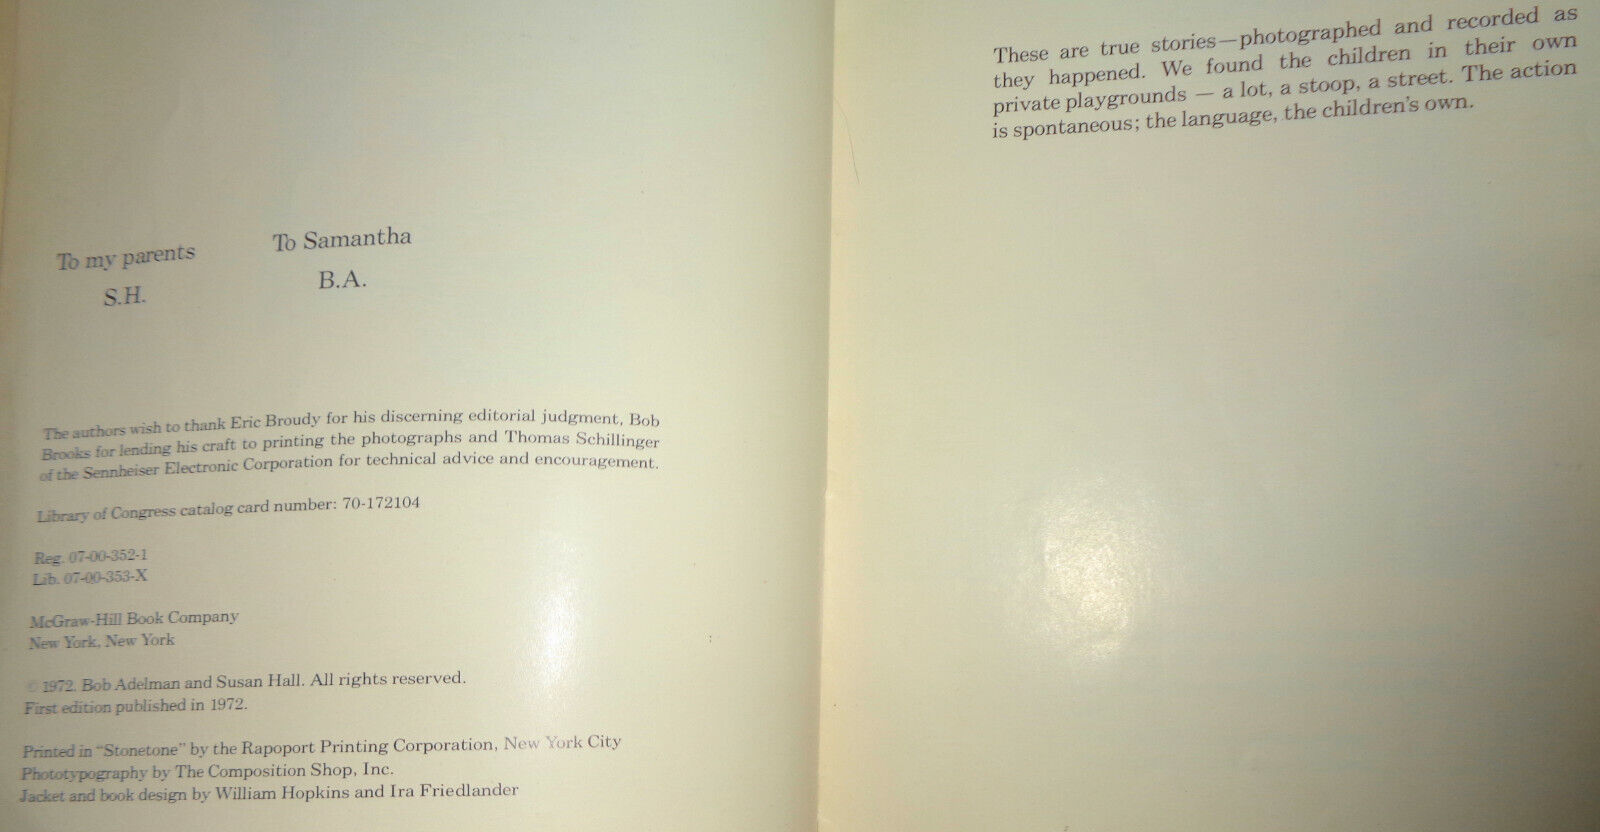 To my parents
S.H.
To Samantha
B.A.
The authors wish to thank Eric Broudy for his discerning editorial judgment, Bob
Brooks for lending his craft to printing the photographs and Thomas Schillinger
of the Sennheiser Electronic Corporation for technical advice and encouragement.
Library of Congress catalog card number: 70-172104
Reg. 07-00-352-1
Lib. 07-00-353-X
McGraw-Hill Book Company
New York, New York
© 1972. Bob Adelman and Susan Hall. All rights reserved.
First edition published in 1972.
Printed in “Stonetone” by the Rapoport Printing Corporation, New York City
Phototypography by The Composition Shop, Inc.
Jacket and book design by William Hopkins and Ira Friedlander
These are true stories—photographed and recorded as
they happened. We found the children in their own
private playgrounds — a lot, a stoop, a street. The action
is spontaneous; the language, the children's own.